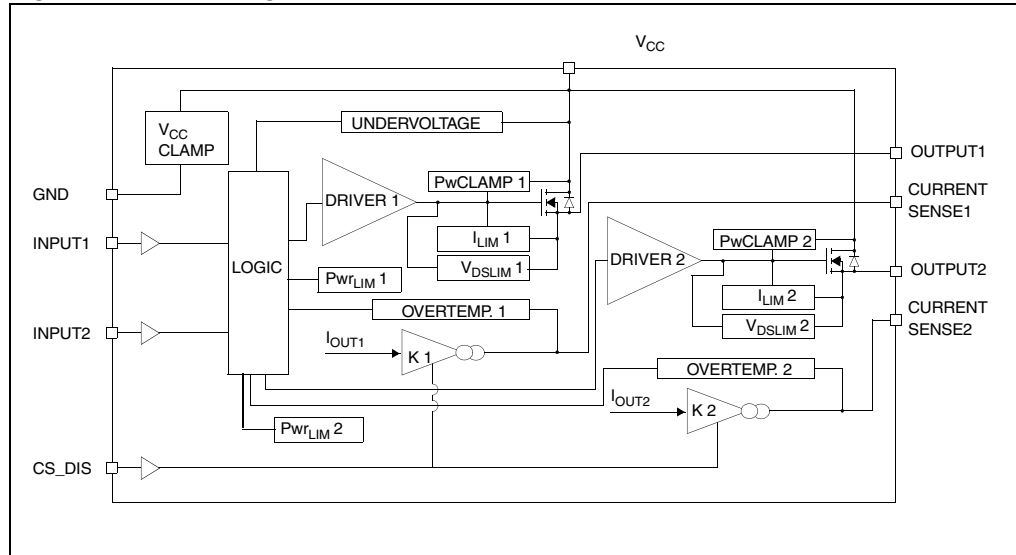 VCC
VCC
CLAMP
UNDERVOLTAGE
OUTPUT1
PwCLAMP 1
GND
DRIVER 1
CURRENT
SENSE1
INPUT1
ILIM 1
PwCLAMP 2
LOGIC
VDSLIM 1
DRIVER 2
OUTPUT2
PwrLIM 1
ILIM 2
OVERTEMP. 1
CURRENT
SENSE2
INPUT2
VDSLIM 2
IOUT1
K 1
OVERTEMP. 2
IOUT2
K 2
PwrLIM 2
CS_DIS